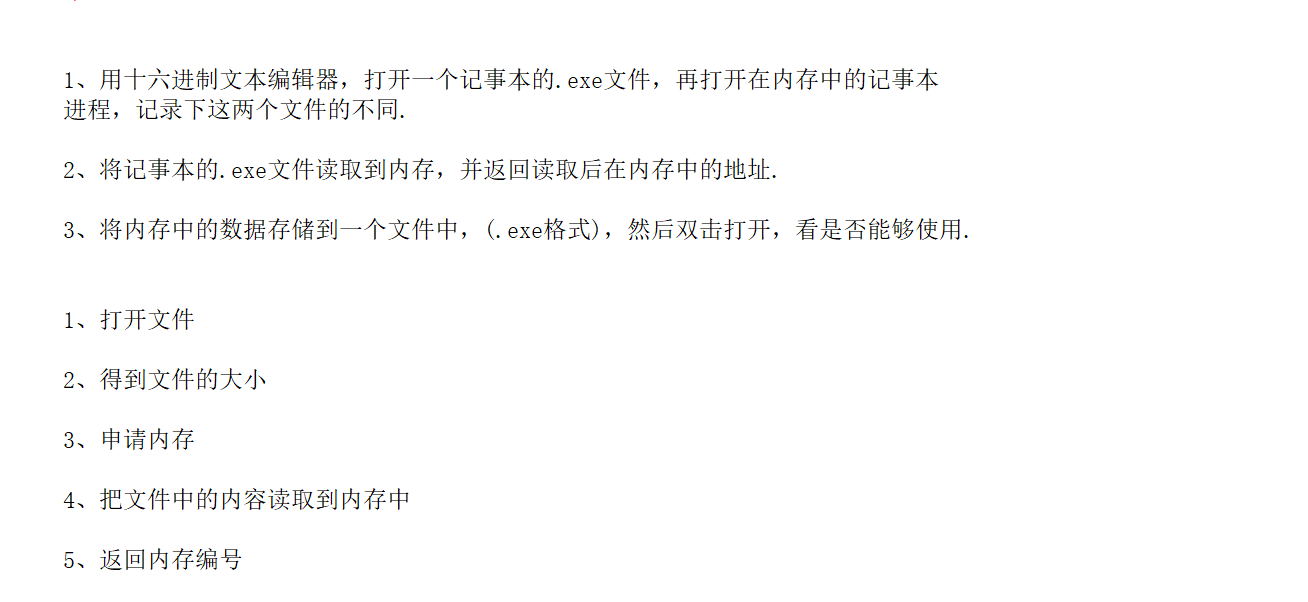 1、用十六进制文本编辑器，打开一个记事本的.exe文件，再打开在内存中的记事本
进程，记录下这两个文件的不同.
2、将记事本的.exe文件读取到内存，并返回读取后在内存中的地址.
3、将内存中的数据存储到一个文件中，(.exe格式)，然后双击打开，看是否能够使用.
1、打开文件
2、得到文件的大小
3、申请内存
4、把文件中的内容读取到内存中
5、返回内存编号